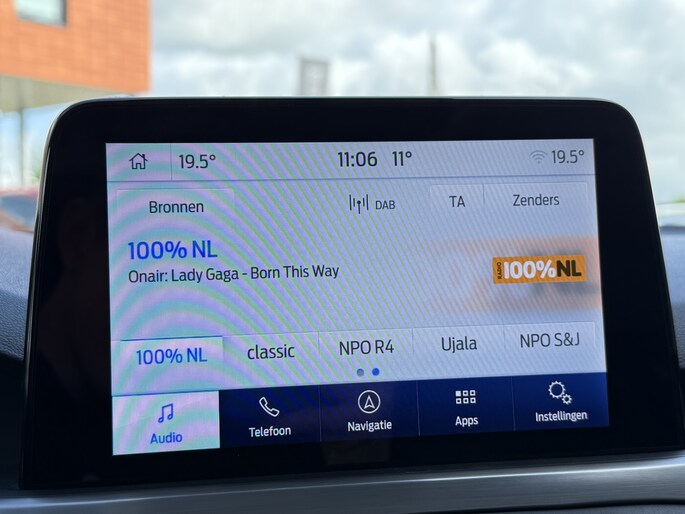 19.5° 11:06 11° 19.5°
Bronnen DAB TA Zenders
100% NL
Onair: Lady Gaga - Born This Way
RADIO 100%NL
100% NL classic NPO R4 Ujala NPO S&J
Audio Telefoon Navigatie Apps Instellingen